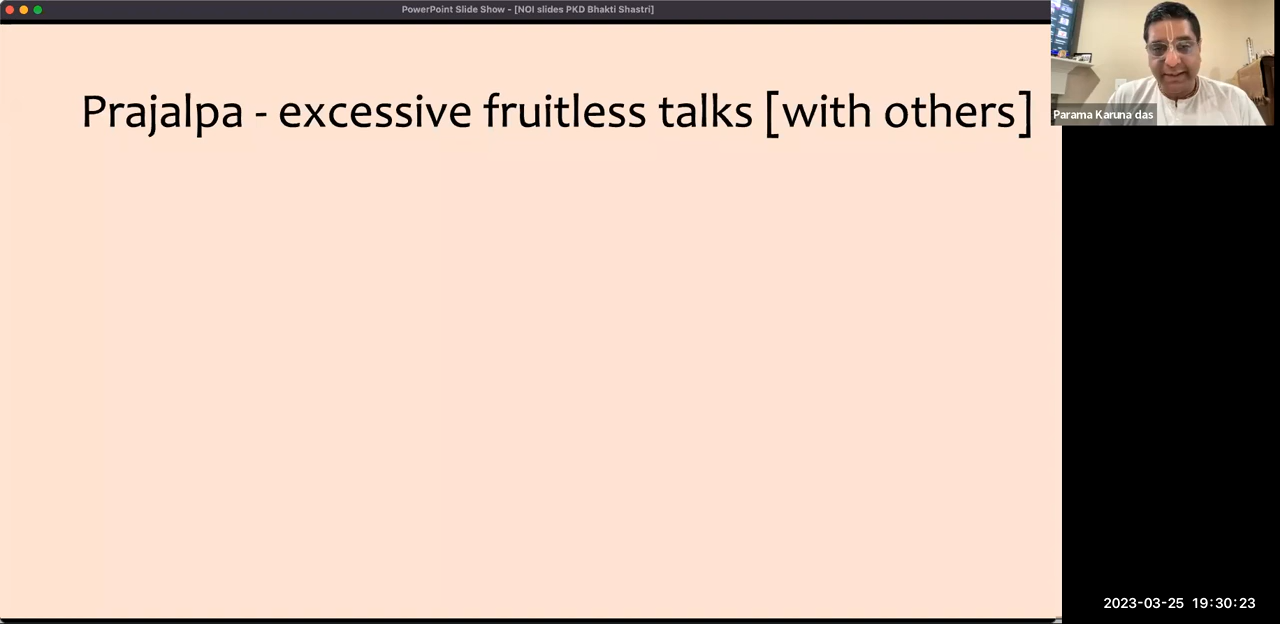 PowerPoint Slide Show - [NOI slides PKD Bhakti Shastri]
Prajalpa - excessive fruitless talks [with others]
Parama Karuna das
2023-03-25 19:30:23